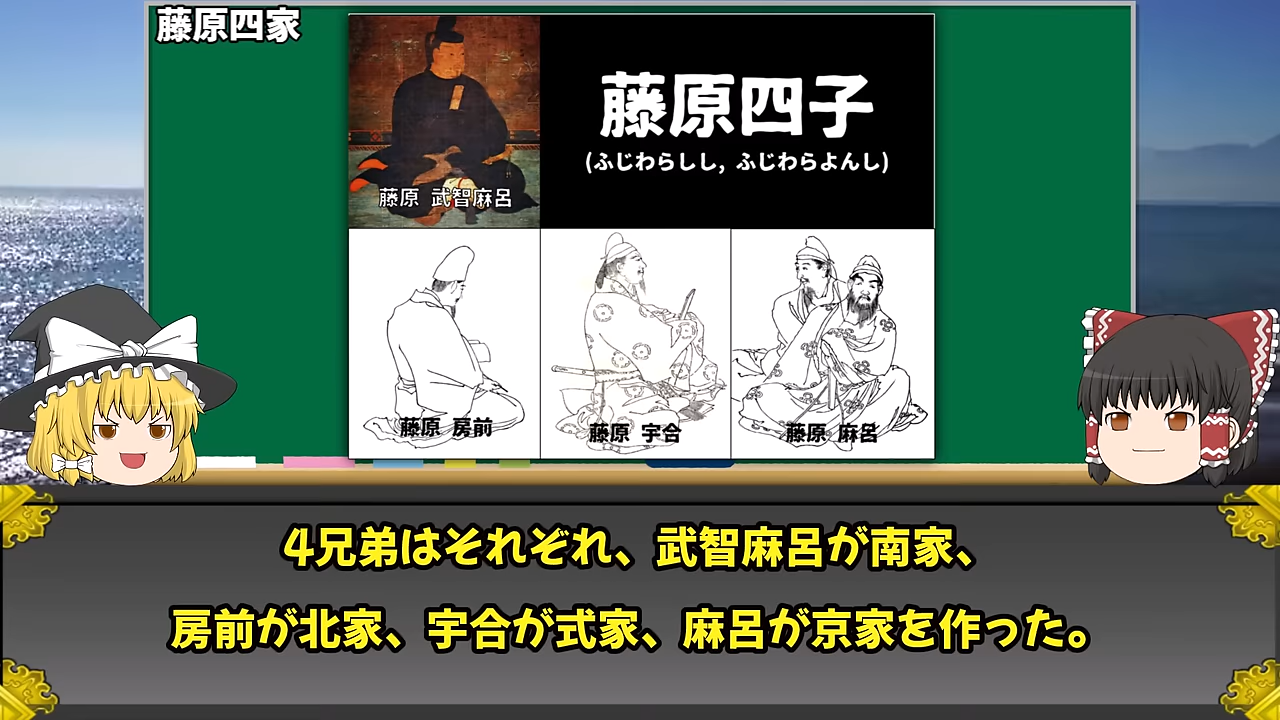 藤原四家
藤原四子
(ふじわらしし, ふじわらよんし)
藤原 武智麻呂
藤原 房前
藤原 宇合
藤原 麻呂
4兄弟はそれぞれ、武智麻呂が南家、
房前が北家、宇合が式家、麻呂が京家を作った。